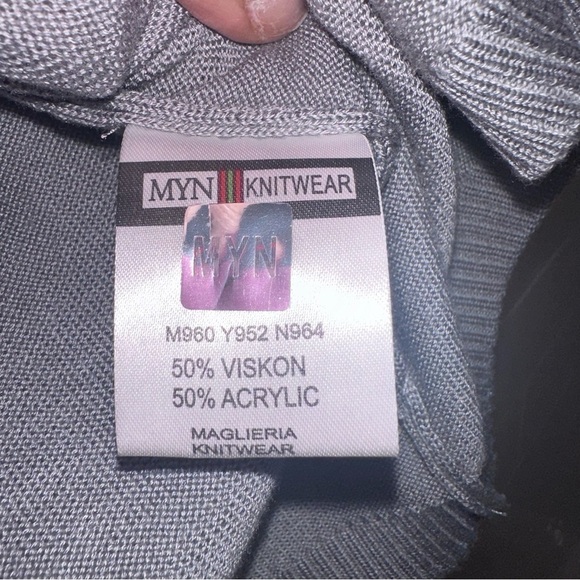 MYN KNITWEAR
MYN
M960 Y952 N964
50% VISKON
50% ACRYLIC
MAGLIERIA
KNITWEAR